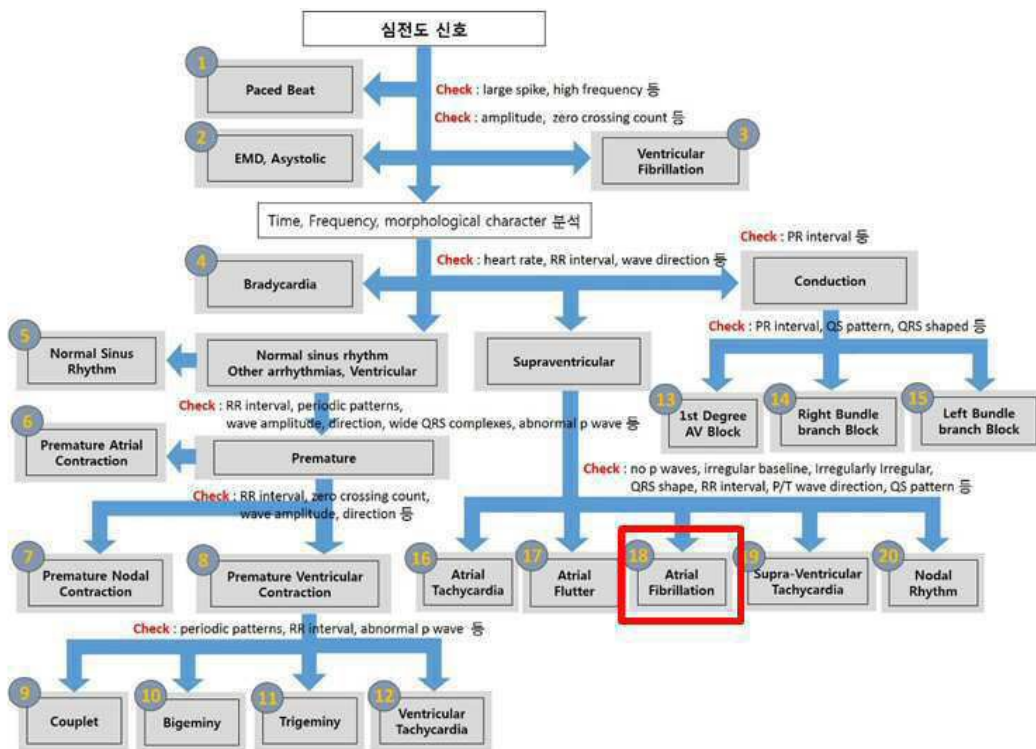 심전도 신호
1
Paced Beat
Check : large spike, high frequency 등
Check : amplitude, zero crossing count 등
2
EMD, Asystolic
3
Ventricular
Fibrillation
Time, Frequency, morphological character 분석
4
Bradycardia
Check : heart rate, RR interval, wave direction 등
Check : PR interval 등
Conduction
5
Normal Sinus
Rhythm
Normal sinus rhythm
Other arrhythmias, Ventricular
Supraventricular
Check : PR interval, QS pattern, QRS shaped 등
13
1st Degree
AV Block
14
Right Bundle
branch Block
15
Left Bundle
branch Block
Check : RR interval, periodic patterns,
wave amplitude, direction, wide QRS complexes, abnormal p wave 등
6
Premature Atrial
Contraction
Premature
Check : RR interval, zero crossing count,
wave amplitude, direction 등
Check : no p waves, irregular baseline, Irregularly Irregular,
QRS shape, RR interval, P/T wave direction, QS pattern 등
7
Premature Nodal
Contraction
8
Premature Ventricular
Contraction
16
Atrial
Tachycardia
17
Atrial
Flutter
18
Atrial
Fibrillation
19
Supra-Ventricular
Tachycardia
20
Nodal
Rhythm
Check : periodic patterns, RR interval, abnormal p wave 등
9
Couplet
10
Bigeminy
11
Trigeminy
12
Ventricular
Tachycardia